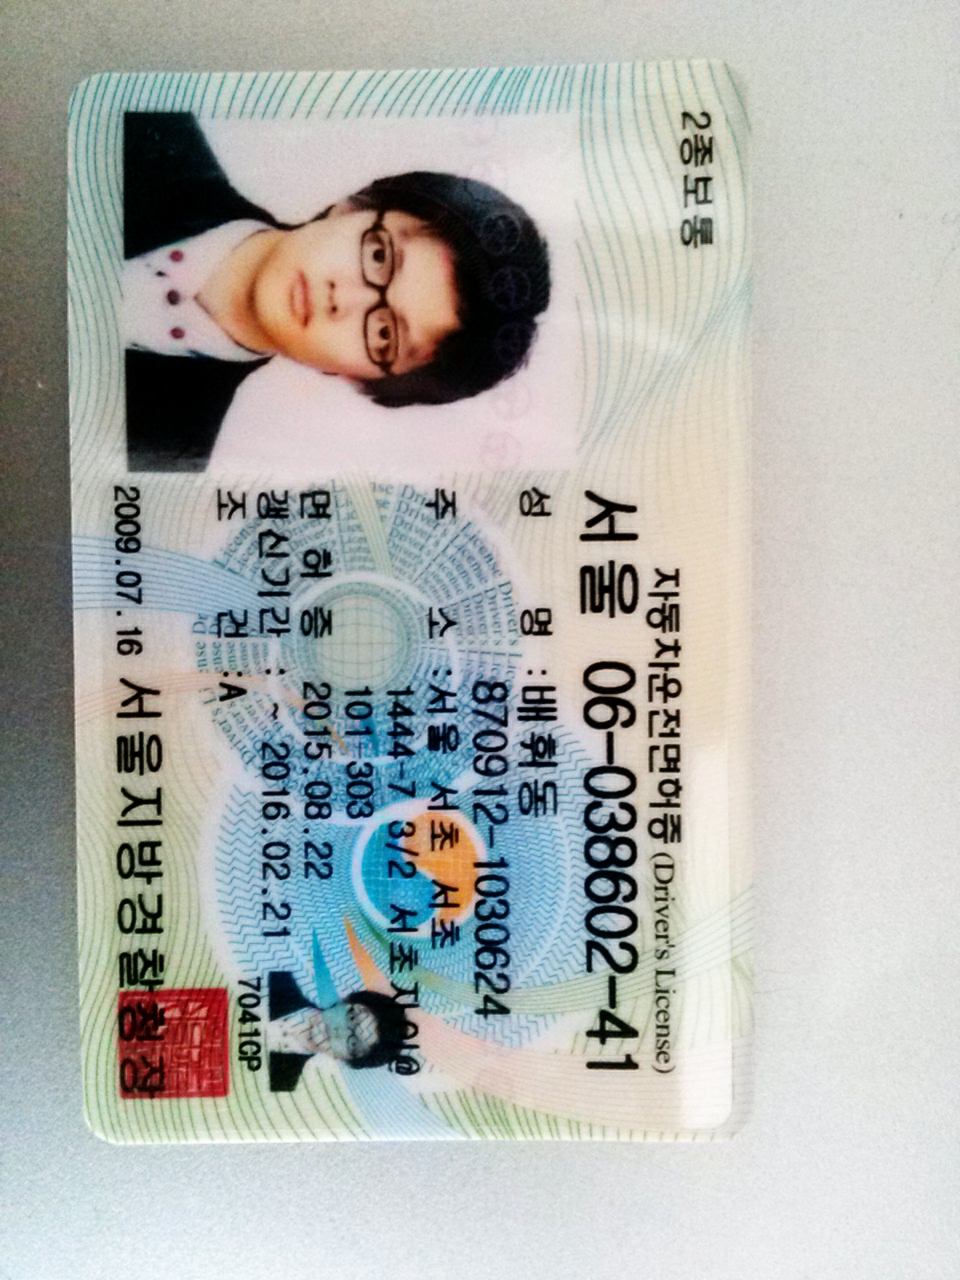 2종보통
자동차운전면허증 (Driver's License)
서울 06-038602-41
성 명 : 배휘동
870912-1030624
주 소 : 서울 서초 서초
1444-7 3/2 서초자이@
101-303
면 허 증 2015.08.22
갱신기간 : ~ 2016.02.21
조 건 : A
7041CP
2009.07.16 서울지방경찰청장